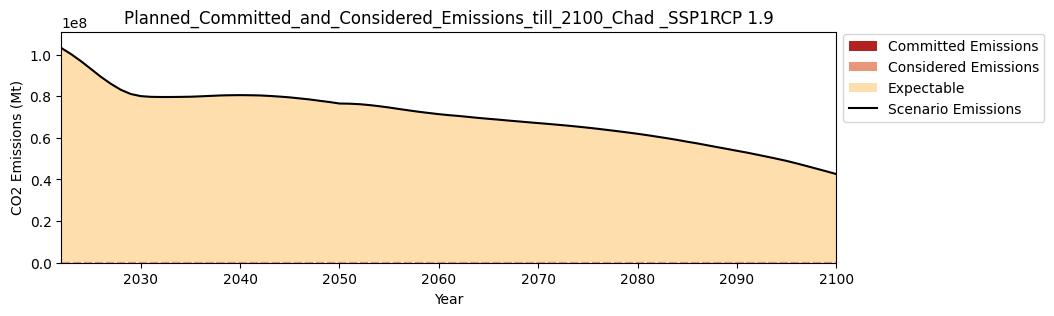 Planned_Committed_and_Considered_Emissions_till_2100_Chad _SSP1RCP 1.9
1e8
1.0
0.8
0.6
0.4
0.2
0.0
CO2 Emissions (Mt)
2030
2040
2050
2060
2070
2080
2090
2100
Year
Committed Emissions
Considered Emissions
Expectable
Scenario Emissions